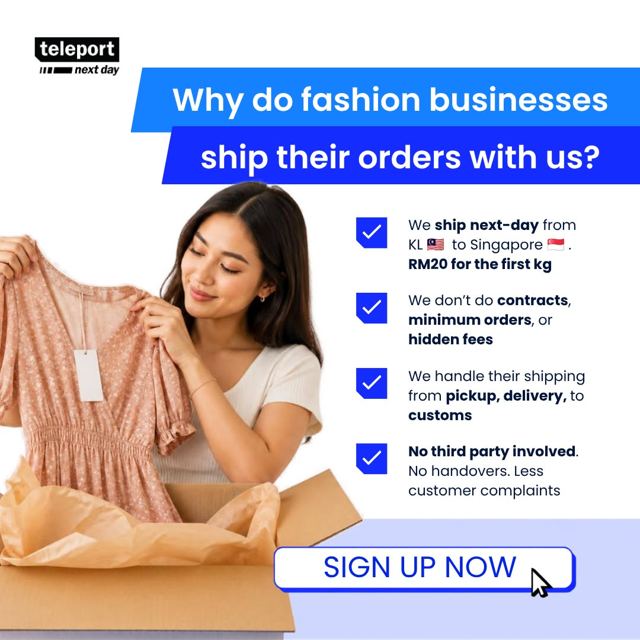 teleport
next day
Why do fashion businesses
ship their orders with us?
We ship next-day from
KL 🇲🇾 to Singapore 🇸🇬 .
RM20 for the first kg
We don't do contracts,
minimum orders, or
hidden fees
We handle their shipping
from pickup, delivery, to
customs
No third party involved.
No handovers. Less
customer complaints
SIGN UP NOW